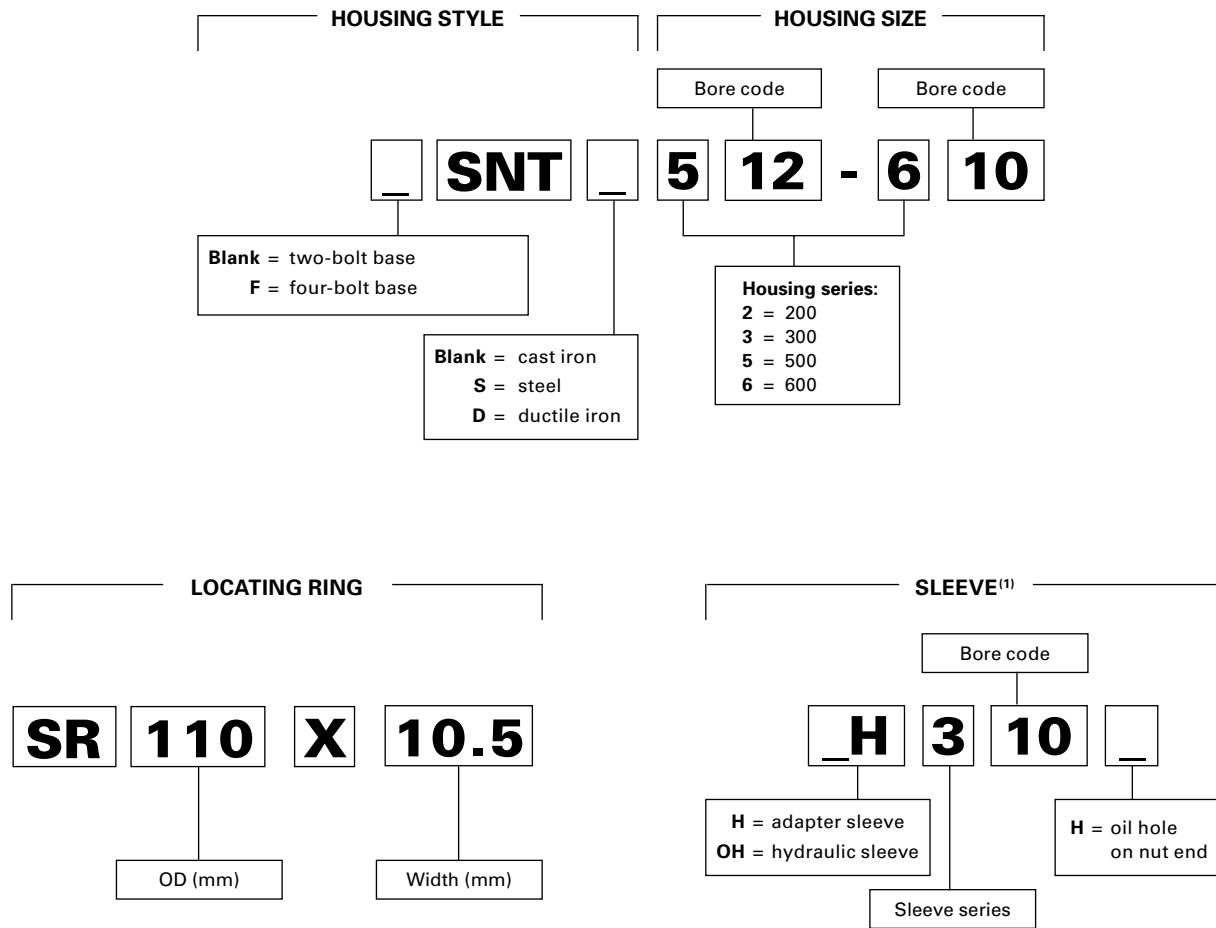 HOUSING STYLE
HOUSING SIZE
Bore code
Bore code
_ SNT _ 5 12 - 6 10
Blank = two-bolt base
F = four-bolt base
Blank = cast iron
S = steel
D = ductile iron
Housing series:
2 = 200
3 = 300
5 = 500
6 = 600
LOCATING RING
SR 110 X 10.5
OD (mm)
Width (mm)
SLEEVE(1)
Bore code
_H 3 10 _
H = adapter sleeve
OH = hydraulic sleeve
H = oil hole
on nut end
Sleeve series